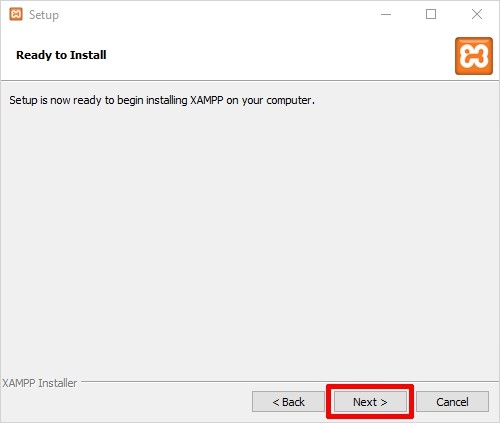 Setup
Ready to Install
Setup is now ready to begin installing XAMPP on your computer.
XAMPP Installer
< Back
Next >
Cancel